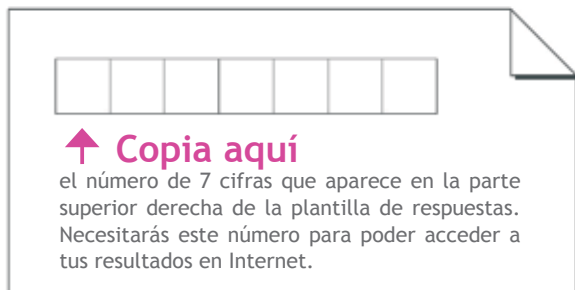 Copia aquí
el número de 7 cifras que aparece en la parte
superior derecha de la plantilla de respuestas.
Necesitarás este número para poder acceder a
tus resultados en Internet.